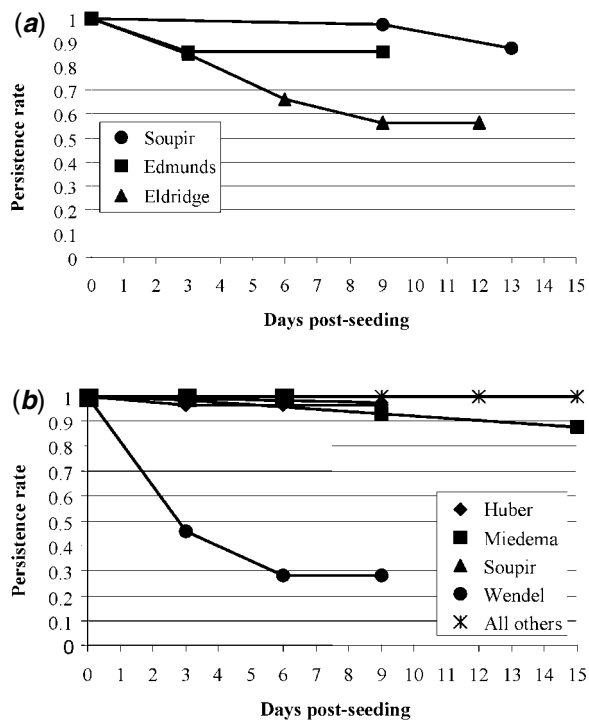 (a)
Persistence rate
1
0.9
0.8
0.7
0.6
0.5
0.4
0.3
0.2
0.1
0
Soupir
Edmunds
Eldridge
0 1 2 3 4 5 6 7 8 9 10 11 12 13 14 15
Days post-seeding
(b)
Persistence rate
1
0.9
0.8
0.7
0.6
0.5
0.4
0.3
0.2
0.1
0
Huber
Miedema
Soupir
Wendel
All others
0 1 2 3 4 5 6 7 8 9 10 11 12 13 14 15
Days post-seeding